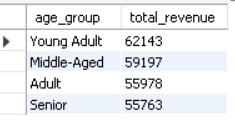 age_group total_revenue
Young Adult 62143
Middle-Aged 59197
Adult 55978
Senior 55763